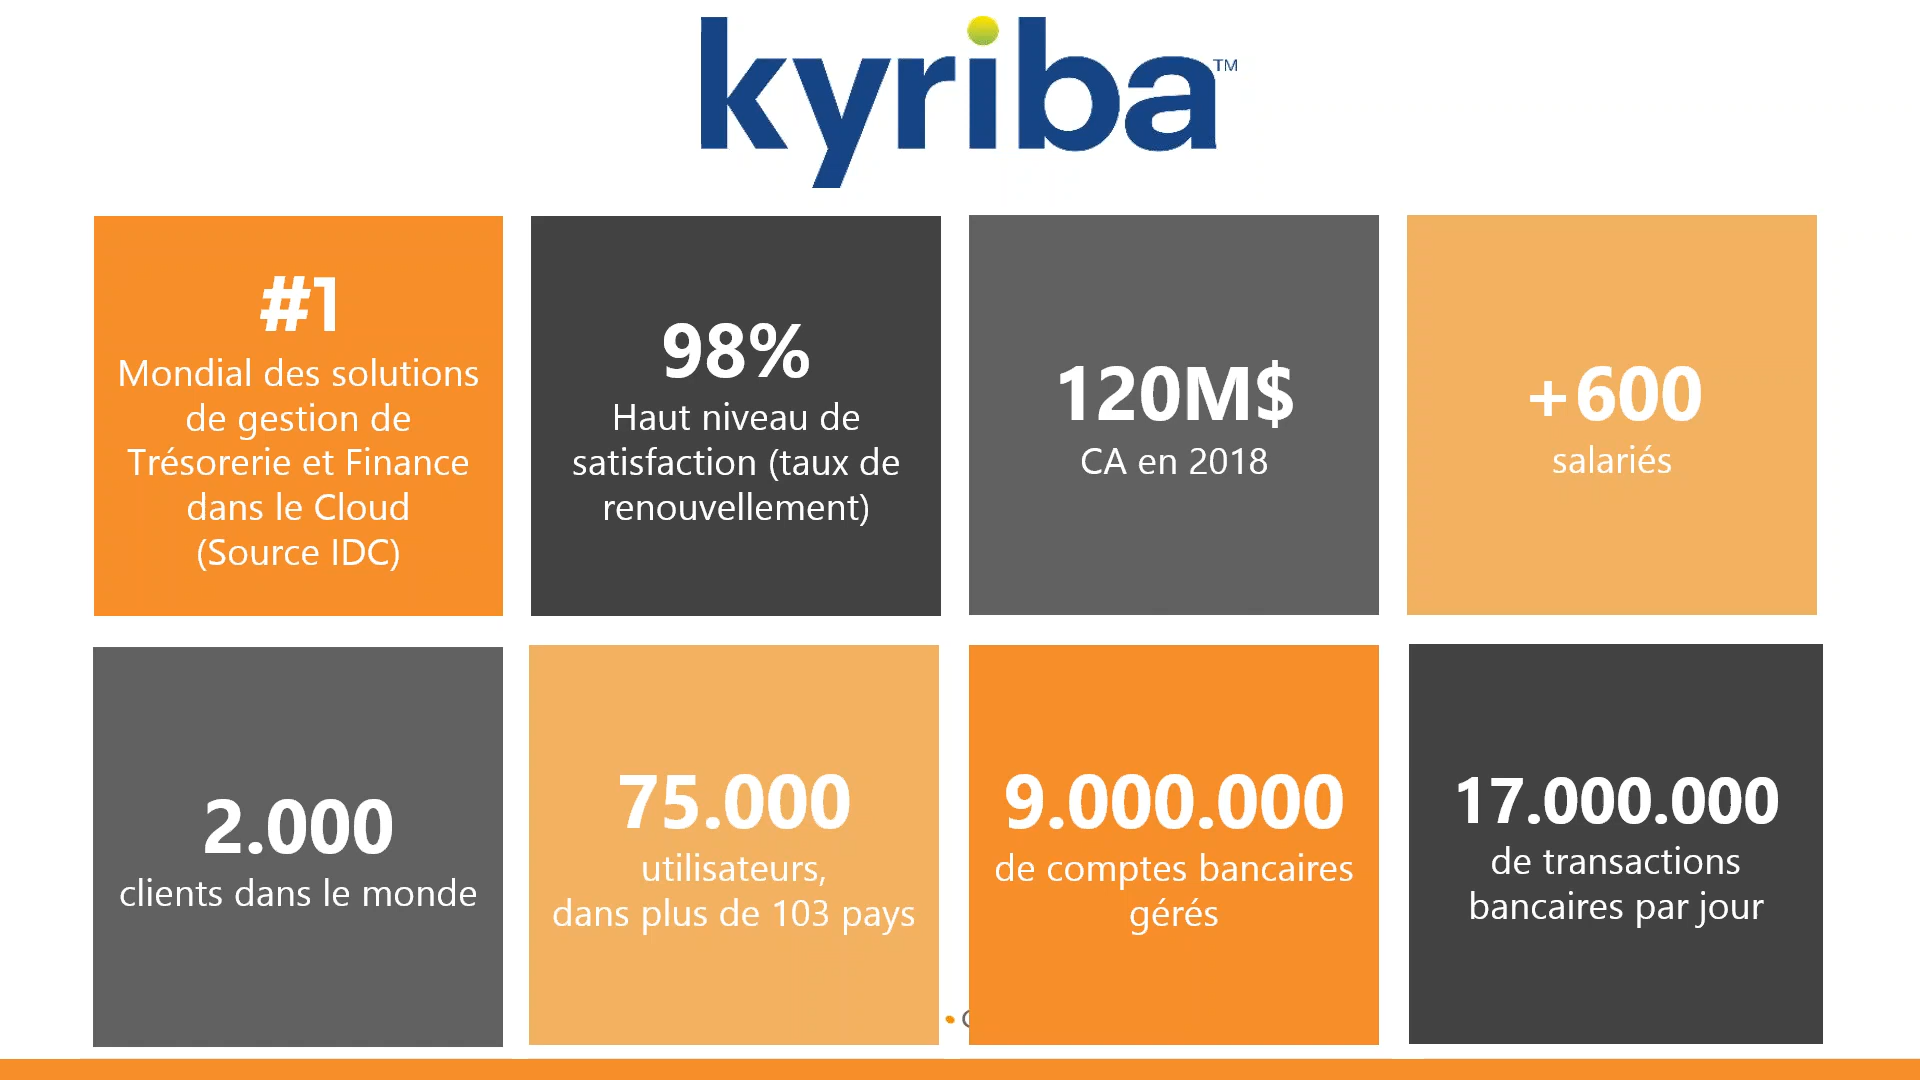 kyriba™
#1
Mondial des solutions
de gestion de
Trésorerie et Finance
dans le Cloud
(Source IDC)
98%
Haut niveau de
satisfaction (taux de
renouvellement)
120M$
CA en 2018
+600
salariés
2.000
clients dans le monde
75.000
utilisateurs,
dans plus de 103 pays
9.000.000
de comptes bancaires
gérés
17.000.000
de transactions
bancaires par jour